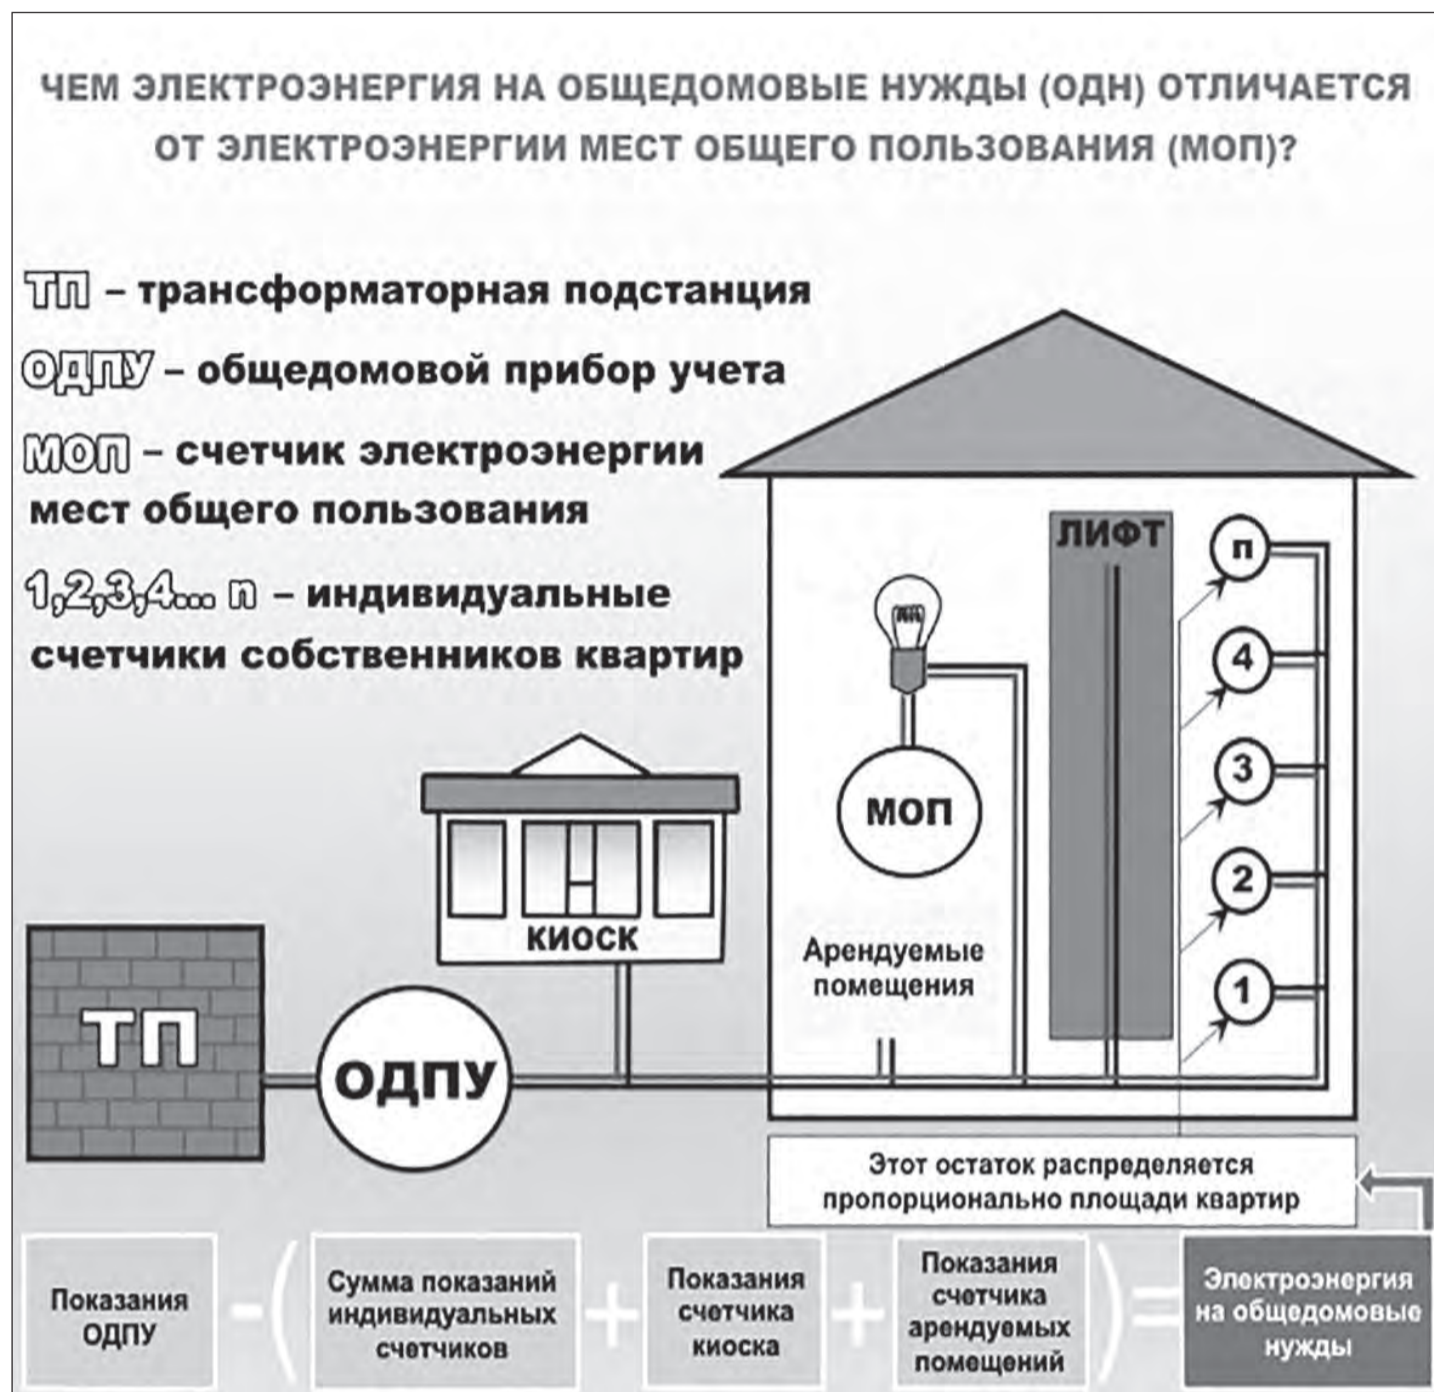 ЧЕМ ЭЛЕКТРОЭНЕРГИЯ НА ОБЩЕДОМОВЫЕ НУЖДЫ (ОДН) ОТЛИЧАЕТСЯ
ОТ ЭЛЕКТРОЭНЕРГИИ МЕСТ ОБЩЕГО ПОЛЬЗОВАНИЯ (МОП)?
ТП – трансформаторная подстанция
ОДПУ – общедомовой прибор учета
МОП – счетчик электроэнергии
мест общего пользования
1,2,3,4... n – индивидуальные
счетчики собственников квартир
ЛИФТ
п
4
3
2
1
МОП
Арендуемые
помещения
КИОСК
ТП
ОДПУ
Этот остаток распределяется
пропорционально площади квартир
Показания
ОДПУ
-
(
Сумма показаний
индивидуальных
счетчиков
+
Показания
счетчика
киоска
+
Показания
счетчика
арендуемых
помещений
)
=
Электроэнергия
на общедомовые
нужды